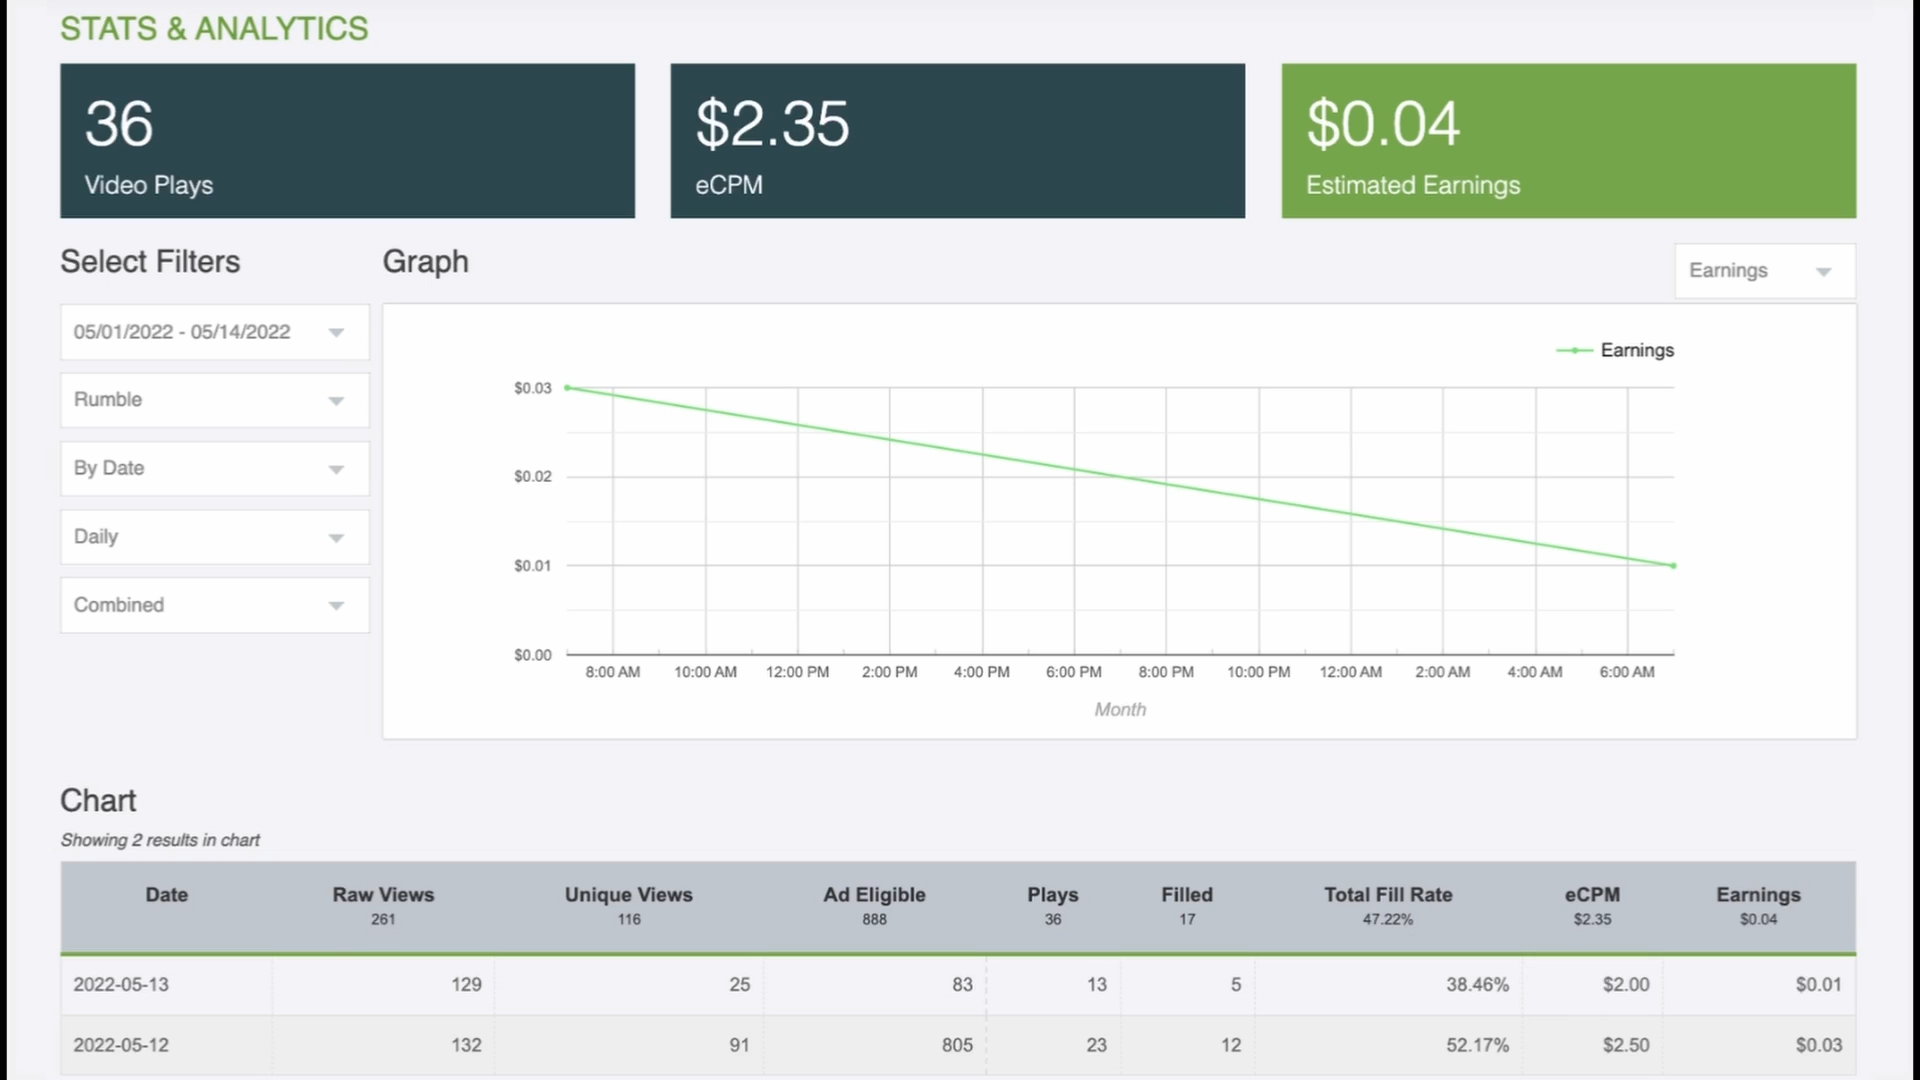 STATS & ANALYTICS
36
Video Plays
$2.35
eCPM
$0.04
Estimated Earnings
Select Filters
05/01/2022 - 05/14/2022
Rumble
By Date
Daily
Combined
Graph
Earnings
Earnings
$0.03
$0.02
$0.01
$0.00
8:00 AM 10:00 AM 12:00 PM 2:00 PM 4:00 PM 6:00 PM 8:00 PM 10:00 PM 12:00 AM 2:00 AM 4:00 AM 6:00 AM
Month
Chart
Showing 2 results in chart
Date Raw Views Unique Views Ad Eligible Plays Filled Total Fill Rate eCPM Earnings
261 116 888 36 17 47.22% $2.35 $0.04
2022-05-13 129 25 83 13 5 38.46% $2.00 $0.01
2022-05-12 132 91 805 23 12 52.17% $2.50 $0.03